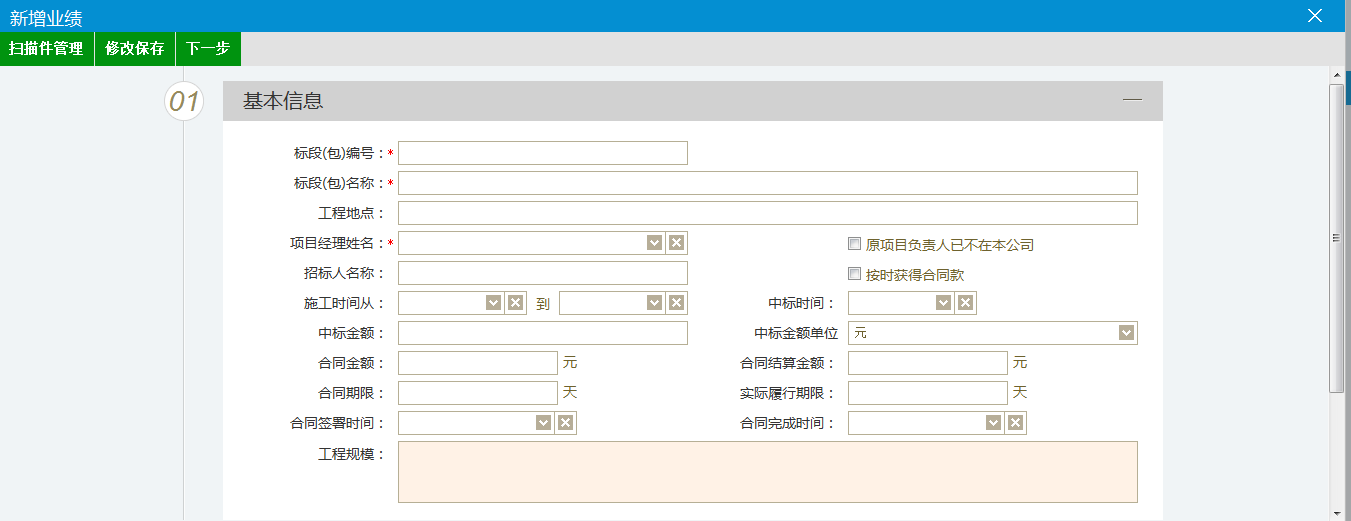 新增业绩
扫描件管理 修改保存 下一步
01 基本信息
标段(包)编号：*
标段(包)名称：*
工程地点：
项目经理姓名：* 原项目负责人已不在本公司
招标人名称： 按时获得合同款
施工时间从： 到 中标时间：
中标金额： 中标金额单位 元
合同金额： 元 合同结算金额： 元
合同期限： 天 实际履行期限： 天
合同签署时间： 合同完成时间：
工程规模：